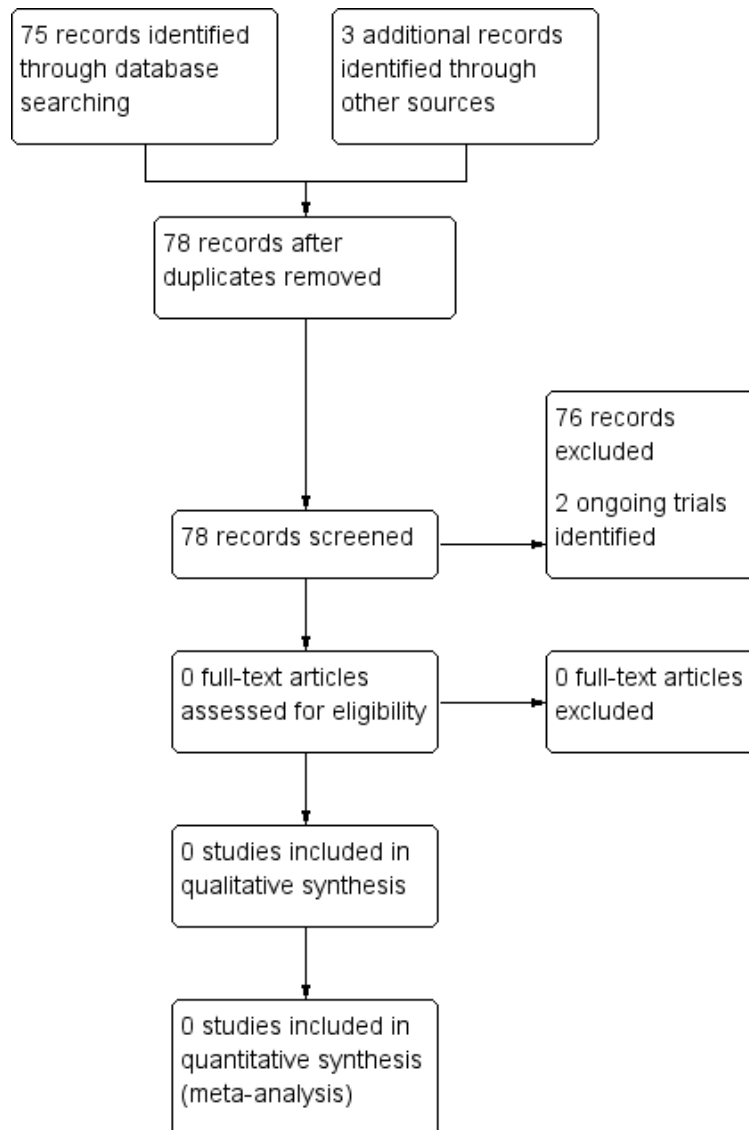 75 records identified
through database
searching
3 additional records
identified through
other sources
78 records after
duplicates removed
76 records
excluded
2 ongoing trials
identified
78 records screened
0 full-text articles
assessed for eligibility
0 full-text articles
excluded
0 studies included in
qualitative synthesis
0 studies included in
quantitative synthesis
(meta-analysis)